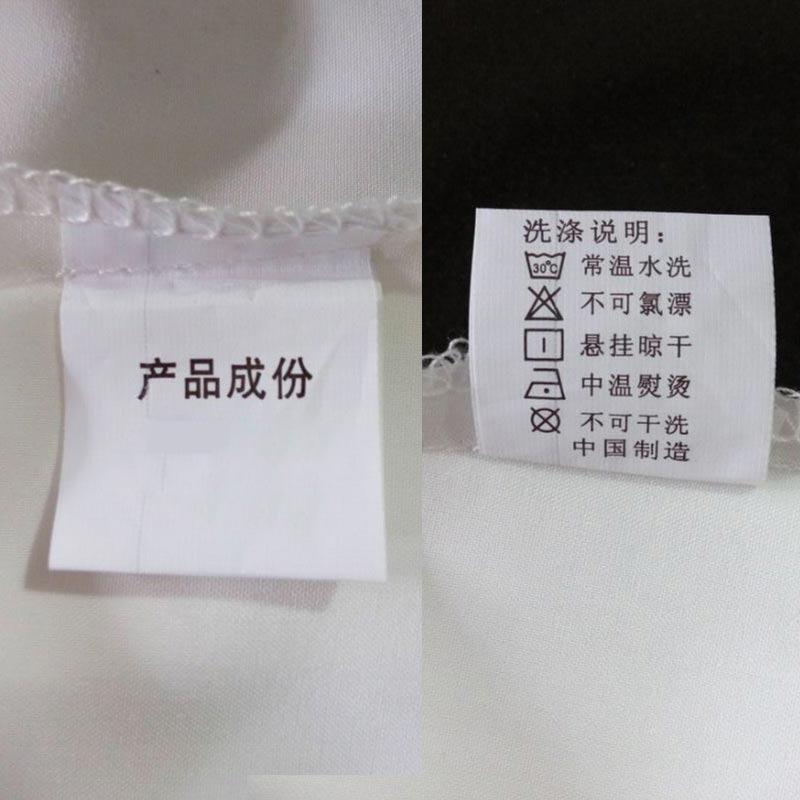 产品成份
洗涤说明：
30℃ 常温水洗
不可氯漂
悬挂晾干
中温熨烫
不可干洗
中国制造